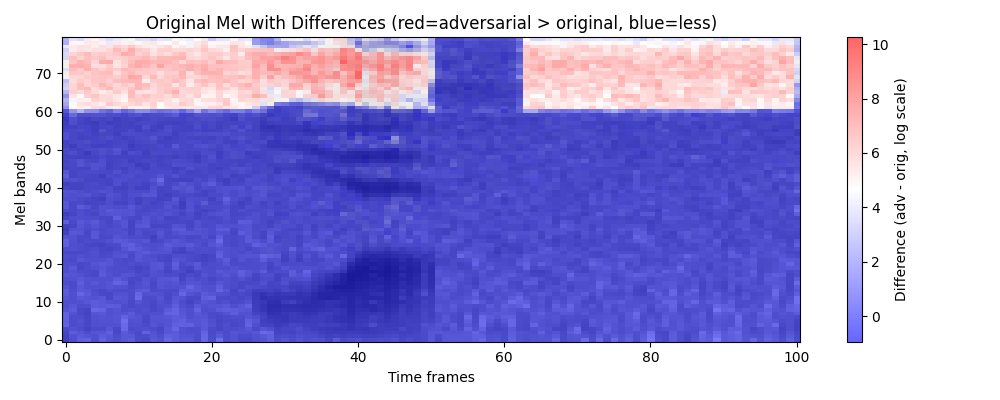 Original Mel with Differences (red=adversarial > original, blue=less)
Mel bands
70
60
50
40
30
20
10
0
0 20 40 60 80 100
Time frames
10
8
6
4
2
0
Difference (adv - orig, log scale)